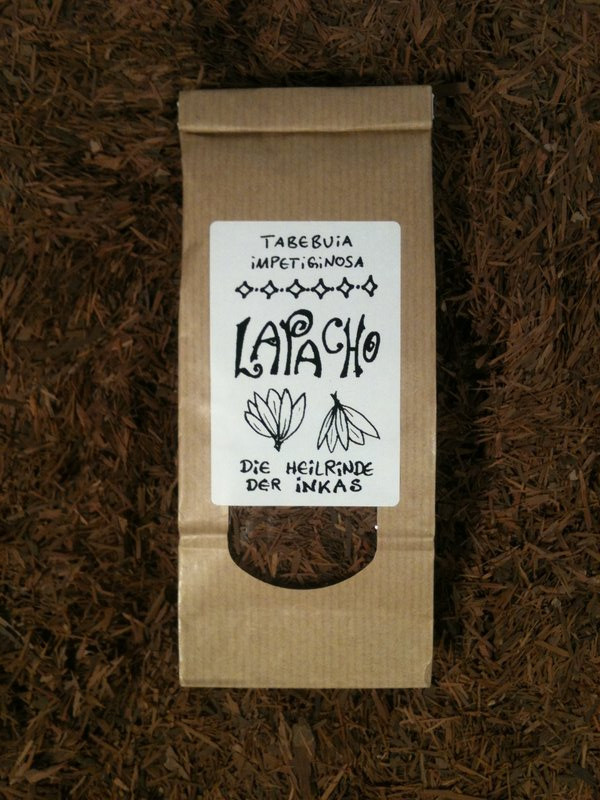 TABEBUiA
iMPETiGiNOSA
LAPACHO
DiE HEiLRiNDE
DER iNKAS